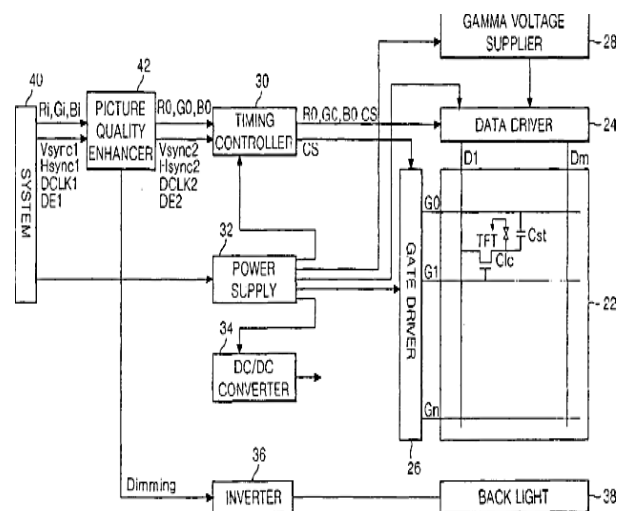 GAMMA VOLTAGE
SUPPLIER
28
40
42
30
Ri,Gi,Bi
PICTURE
QUALITY
ENHANCER
R0,G0,B0
TIMING
CONTROLLER
R0,GC,B0 CS
DATA DRIVER
24
CS
Vsync1
Hsync1
DCLK1
DE1
Vsync2
Hsync2
DCLK2
DE2
D1
Dm
SYSTEM
G0
TFT
Cst
Clc
32
POWER
SUPPLY
G1
GATE DRIVER
22
34
DC/DC
CONVERTER
Gn
26
36
Dimming
INVERTER
BACK LIGHT
38